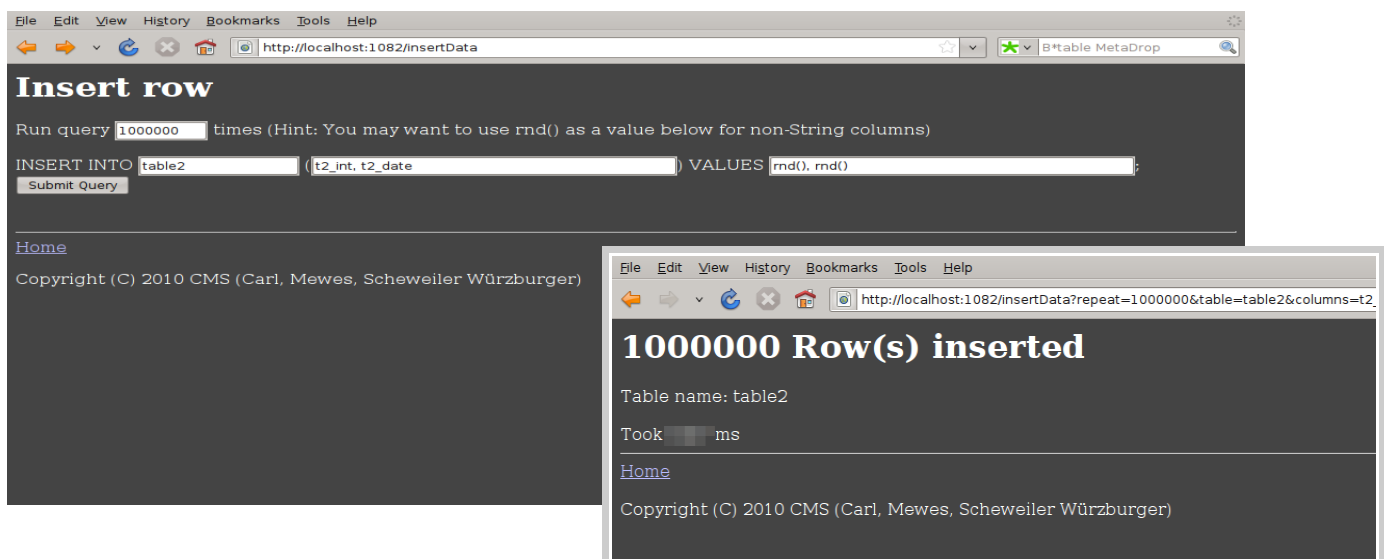 File Edit View History Bookmarks Tools Help
http://localhost:1082/insertData B*table MetaDrop
Insert row
Run query 1000000 times (Hint: You may want to use rnd() as a value below for non-String columns)
INSERT INTO table2 ( t2_int, t2_date ) VALUES rnd(), rnd() ;
Submit Query
Home
Copyright (C) 2010 CMS (Carl, Mewes, Scheweiler Würzburger)
File Edit View History Bookmarks Tools Help
http://localhost:1082/insertData?repeat=1000000&table=table2&columns=t2_
1000000 Row(s) inserted
Table name: table2
Took ms
Home
Copyright (C) 2010 CMS (Carl, Mewes, Scheweiler Würzburger)